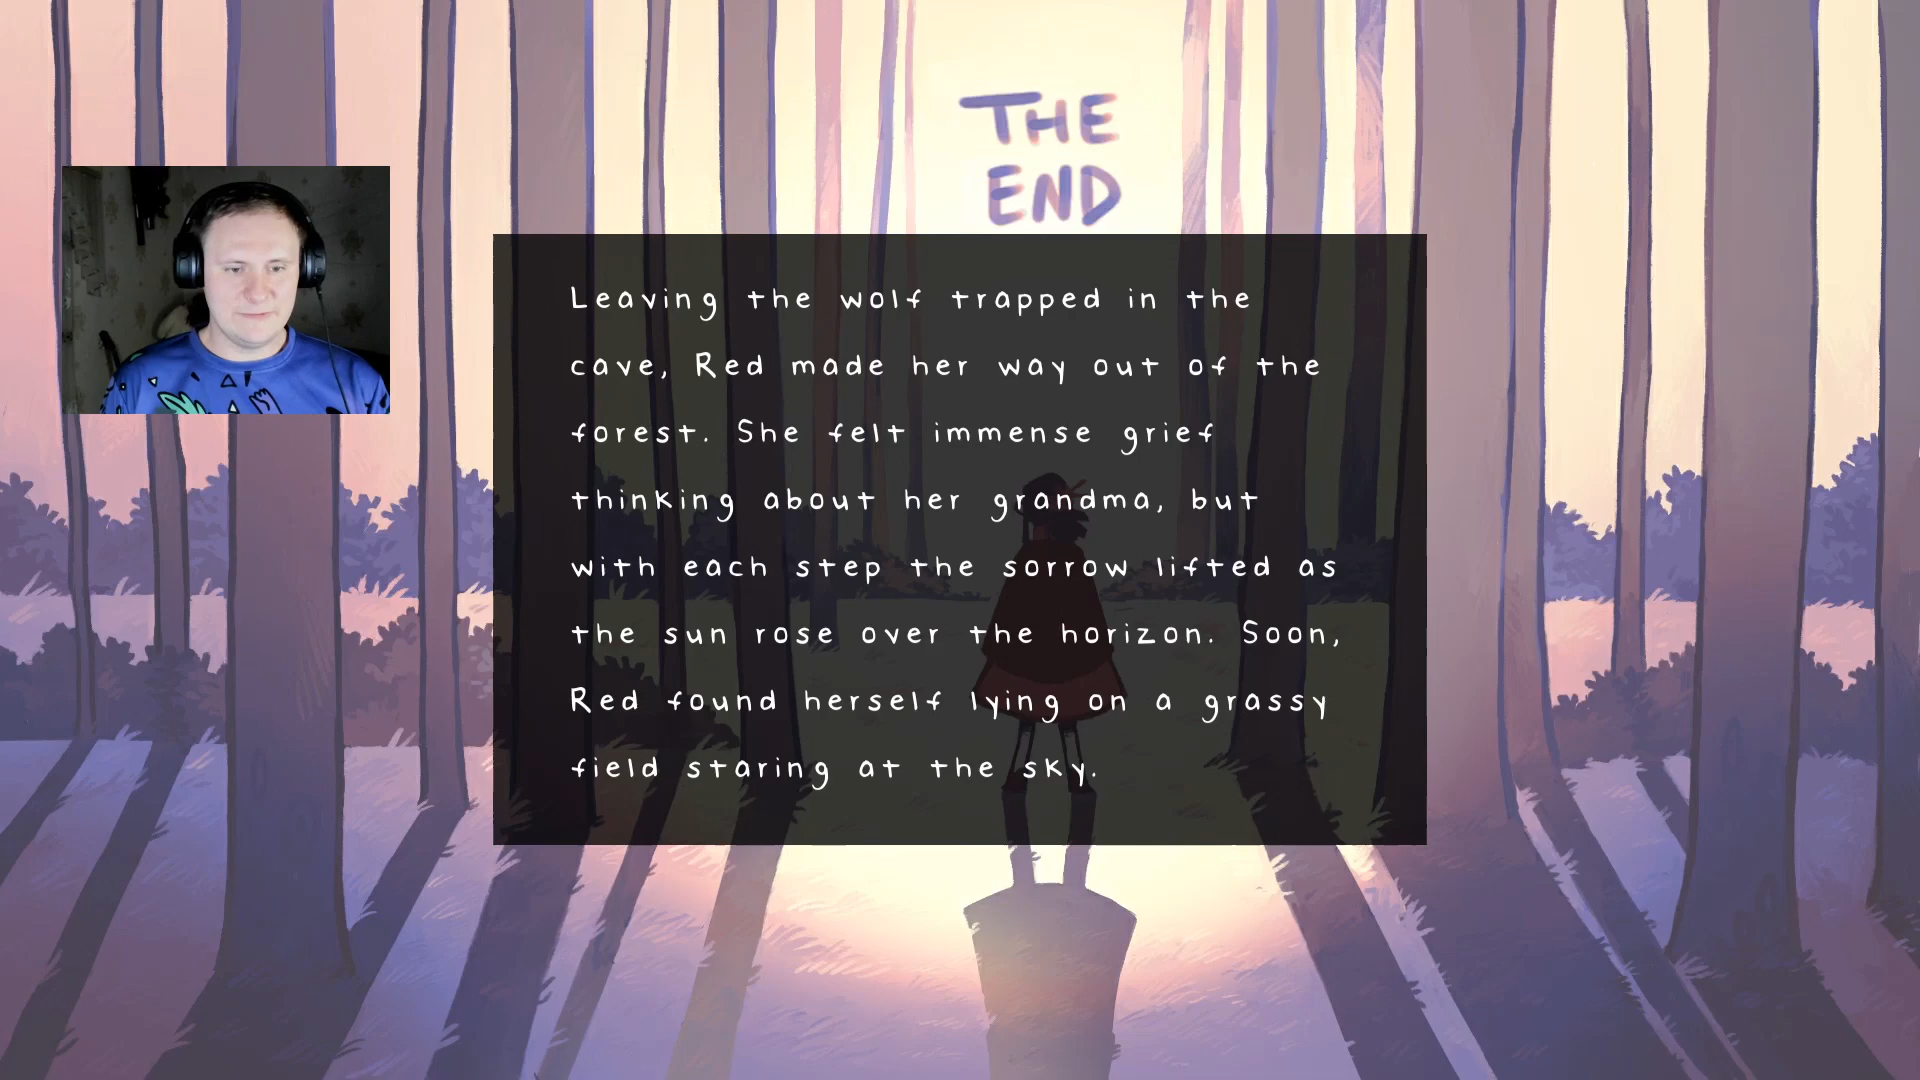 THE
END
Leaving the wolf trapped in the
cave, Red made her way out of the
forest. She felt immense grief
thinking about her grandma, but
with each step the sorrow lifted as
the sun rose over the horizon. Soon,
Red found herself lying on a grassy
field staring at the sky.